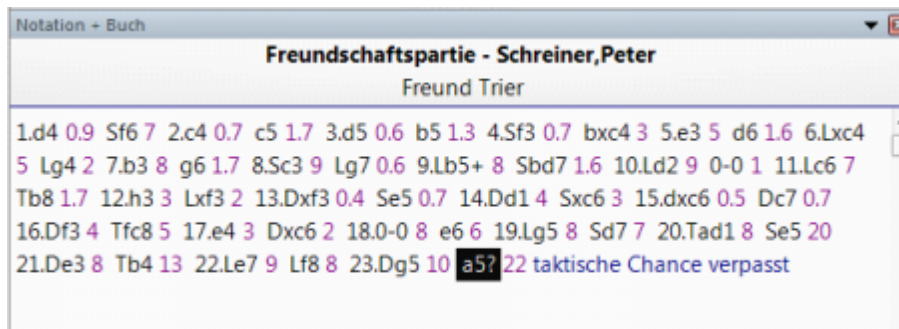 Notation + Buch
Freundschaftspartie - Schreiner,Peter
Freund Trier
1.d4 0.9 Sf6 7 2.c4 0.7 c5 1.7 3.d5 0.6 b5 1.3 4.Sf3 0.7 bxc4 3 5.e3 5 d6 1.6 6.Lxc4
5 Lg4 2 7.b3 8 g6 1.7 8.Sc3 9 Lg7 0.6 9.Lb5+ 8 Sbd7 1.6 10.Ld2 9 0-0 1 11.Lc6 7
Tb8 1.7 12.h3 3 Lxf3 2 13.Dxf3 0.4 Se5 0.7 14.Dd1 4 Sxc6 3 15.dxc6 0.5 Dc7 0.7
16.Df3 4 Tfc8 5 17.e4 3 Dxc6 2 18.0-0 8 e6 6 19.Lg5 8 Sd7 7 20.Tad1 8 Se5 20
21.De3 8 Tb4 13 22.Le7 9 Lf8 8 23.Dg5 10 a5? 22 taktische Chance verpasst